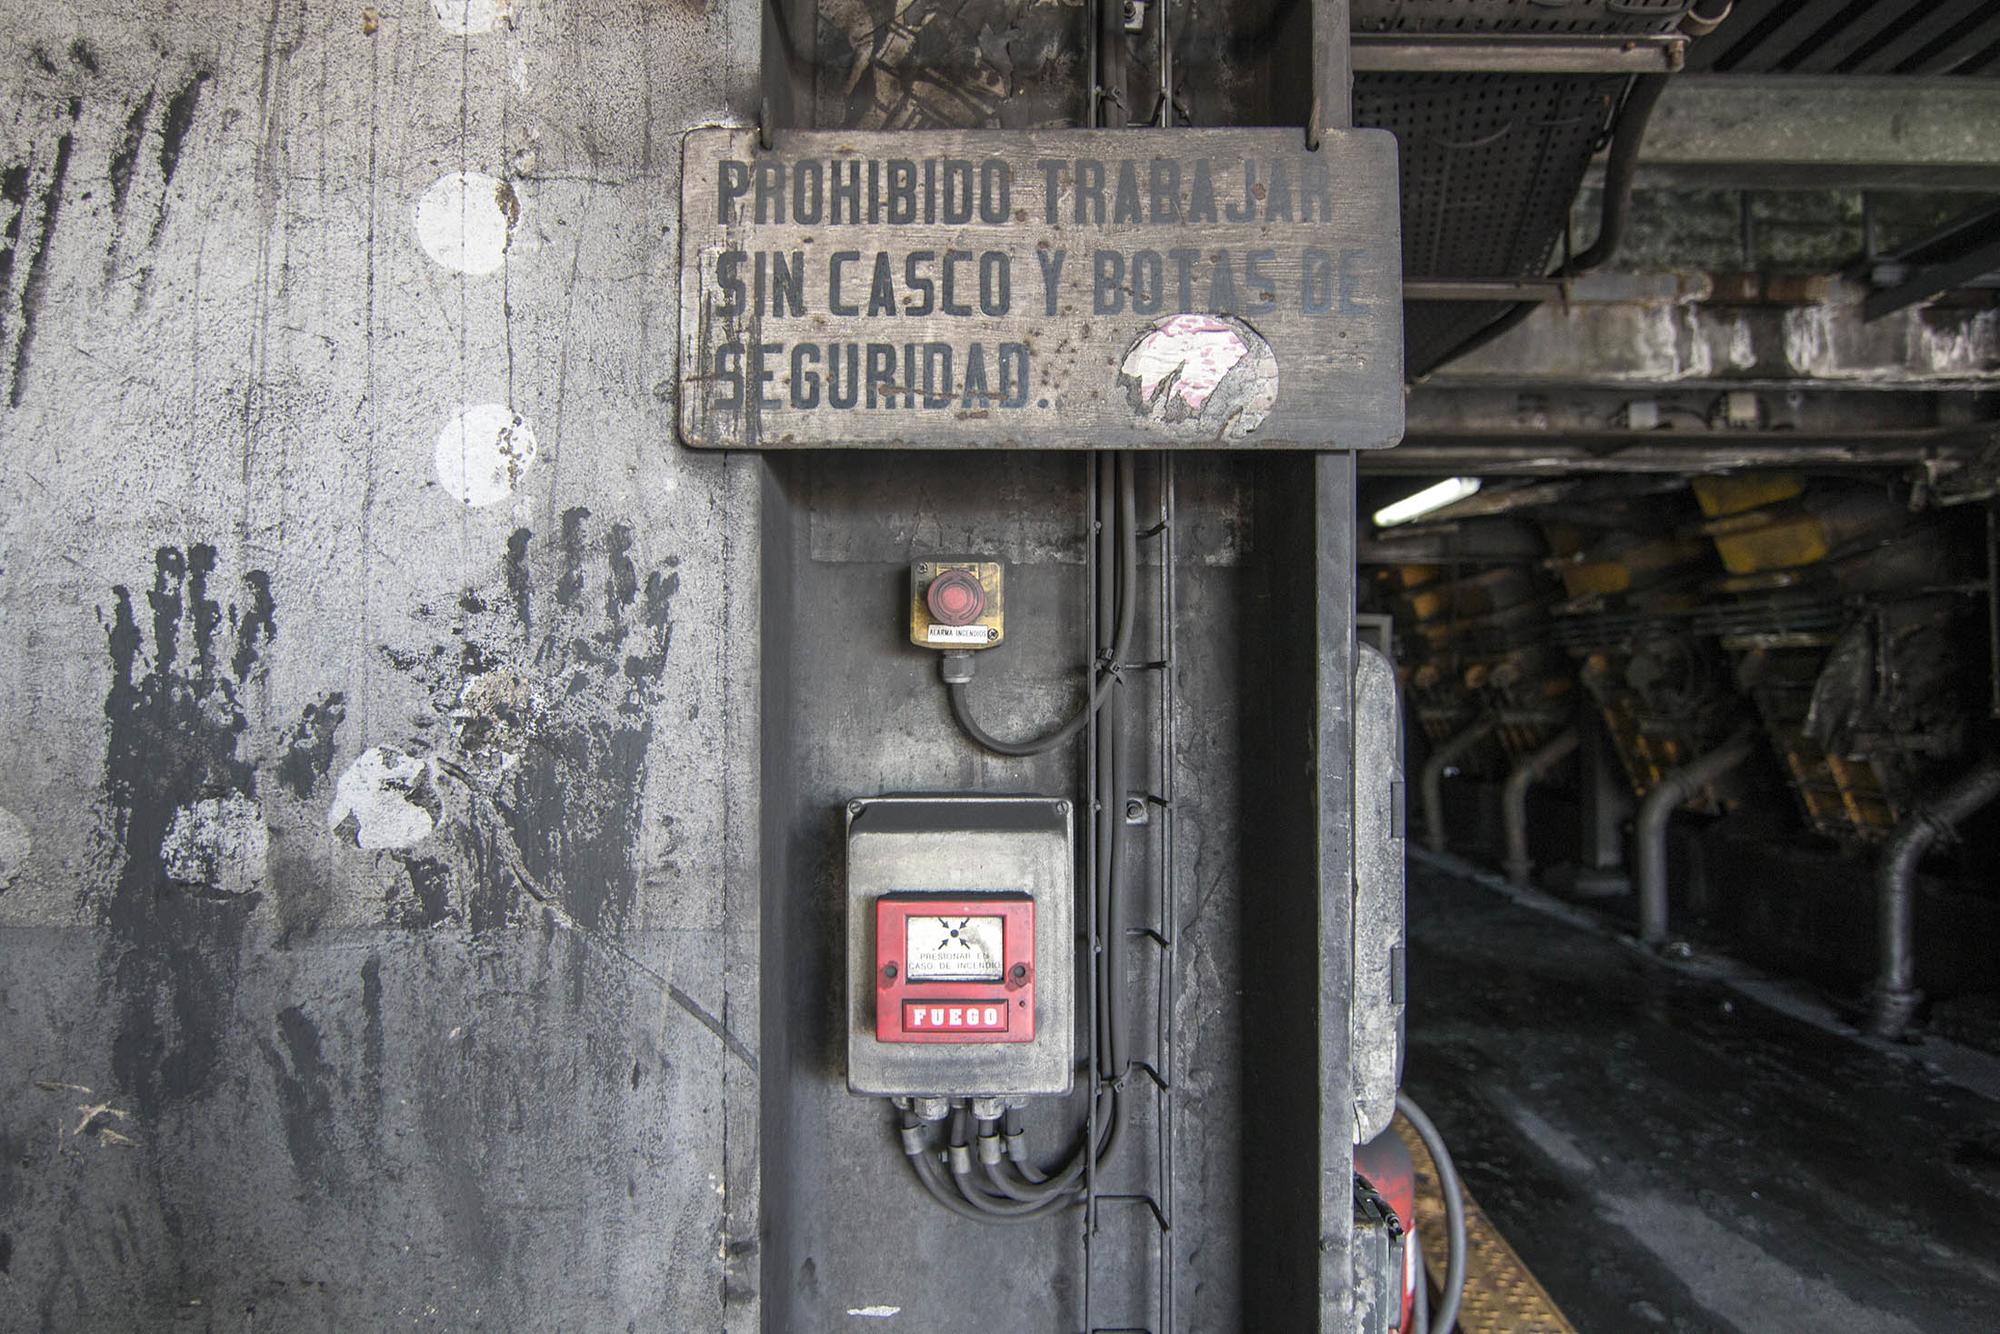 PROHIBIDO TRABAJAR
SIN CASCO Y BOTAS DE
SEGURIDAD.
ALARMA INCENDIOS
PRESIONAR EN
CASO DE INCENDIO
FUEGO